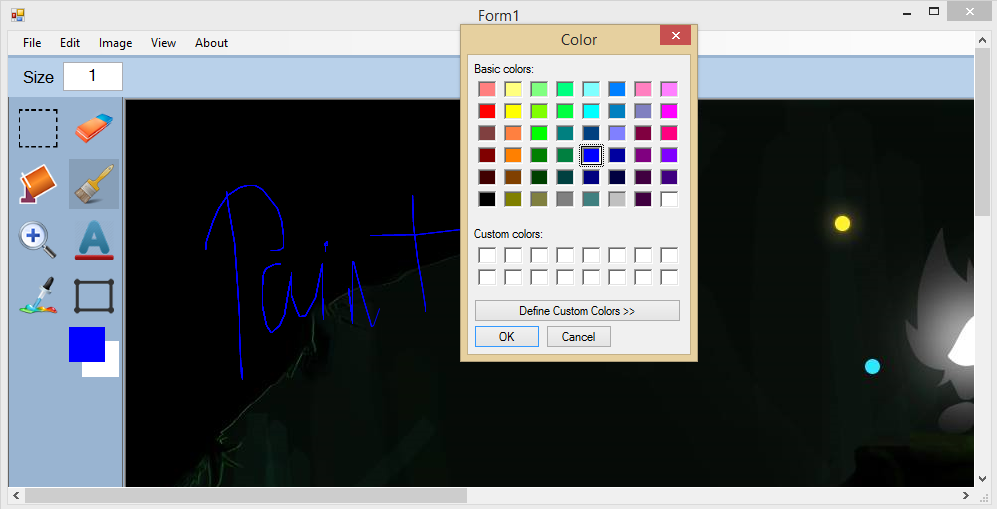 Form1
File Edit Image View About
Size 1
Color
Basic colors:
Custom colors:
Define Custom Colors >>
OK Cancel
A
Paint